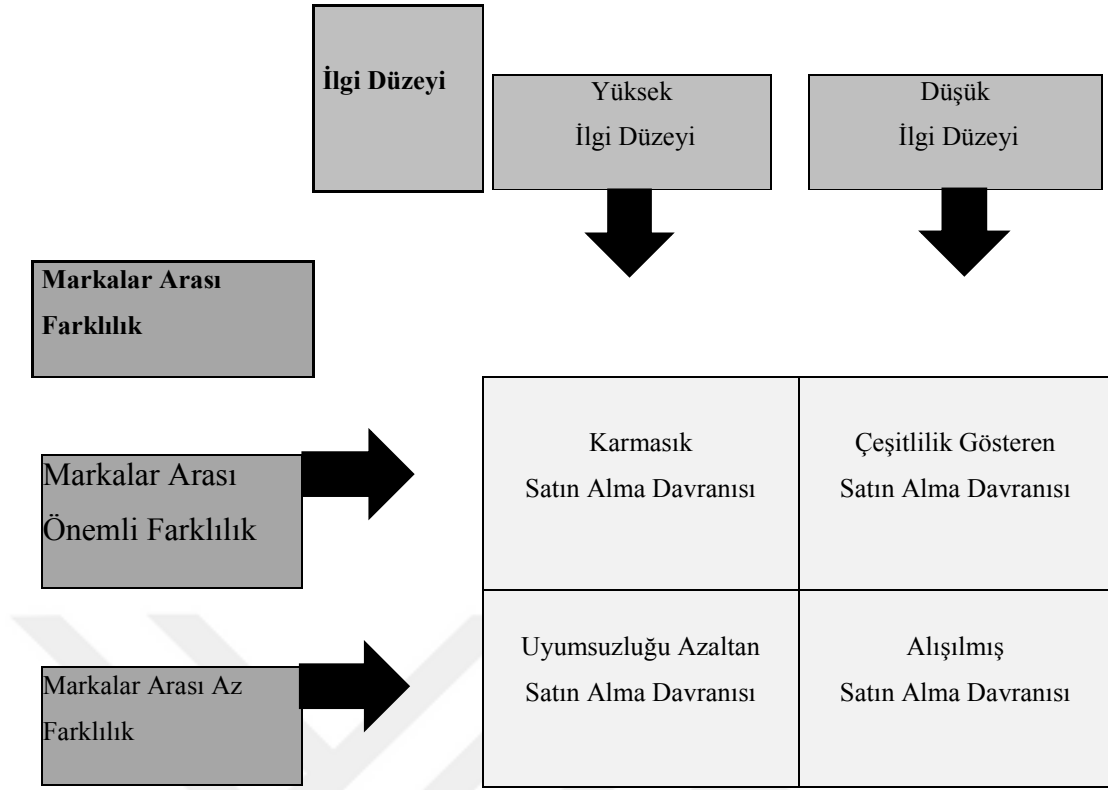 İlgi Düzeyi
Yüksek
İlgi Düzeyi
Düşük
İlgi Düzeyi
Markalar Arası
Farklılık
Markalar Arası
Önemli Farklılık
Karmasık
Satın Alma Davranısı
Çeşitlilik Gösteren
Satın Alma Davranısı
Markalar Arası Az
Farklılık
Uyumsuzluğu Azaltan
Satın Alma Davranısı
Alışılmış
Satın Alma Davranısı